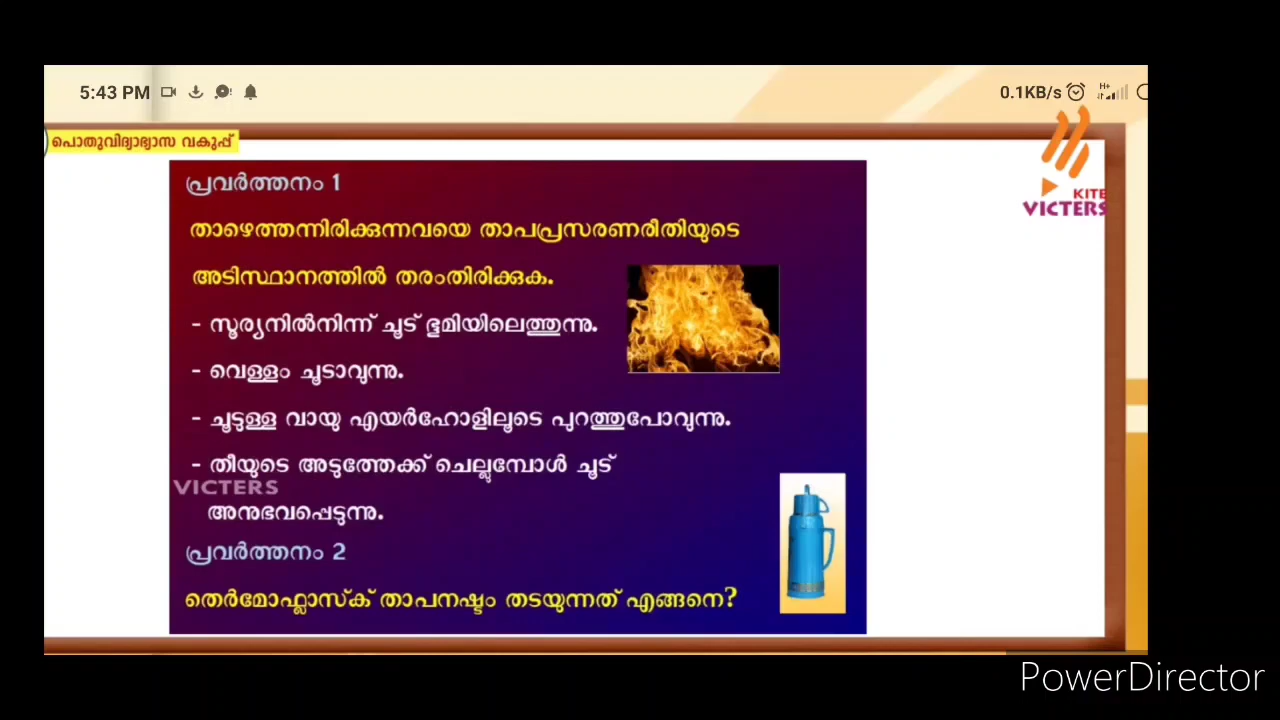 5:43 PM
0.1KB/s H+
പൊതുവിദ്യാഭ്യാസ വകുപ്പ്
KITE
VICTERS
പ്രവർത്തനം 1
താഴെത്തന്നിരിക്കുന്നവയെ താപപ്രസരണരീതിയുടെ
അടിസ്ഥാനത്തിൽ തരംതിരിക്കുക.
- സൂര്യനിൽനിന്ന് ചൂട് ഭൂമിയിലെത്തുന്നു.
- വെള്ളം ചൂടാവുന്നു.
- ചൂടുള്ള വായു എയർഹോളിലൂടെ പുറത്തുപോവുന്നു.
- തീയുടെ അടുത്തേക്ക് ചെല്ലുമ്പോൾ ചൂട്
VICTERS
അനുഭവപ്പെടുന്നു.
പ്രവർത്തനം 2
തെർമോഫ്ലാസ്ക് താപനഷ്ടം തടയുന്നത് എങ്ങനെ?
PowerDirector